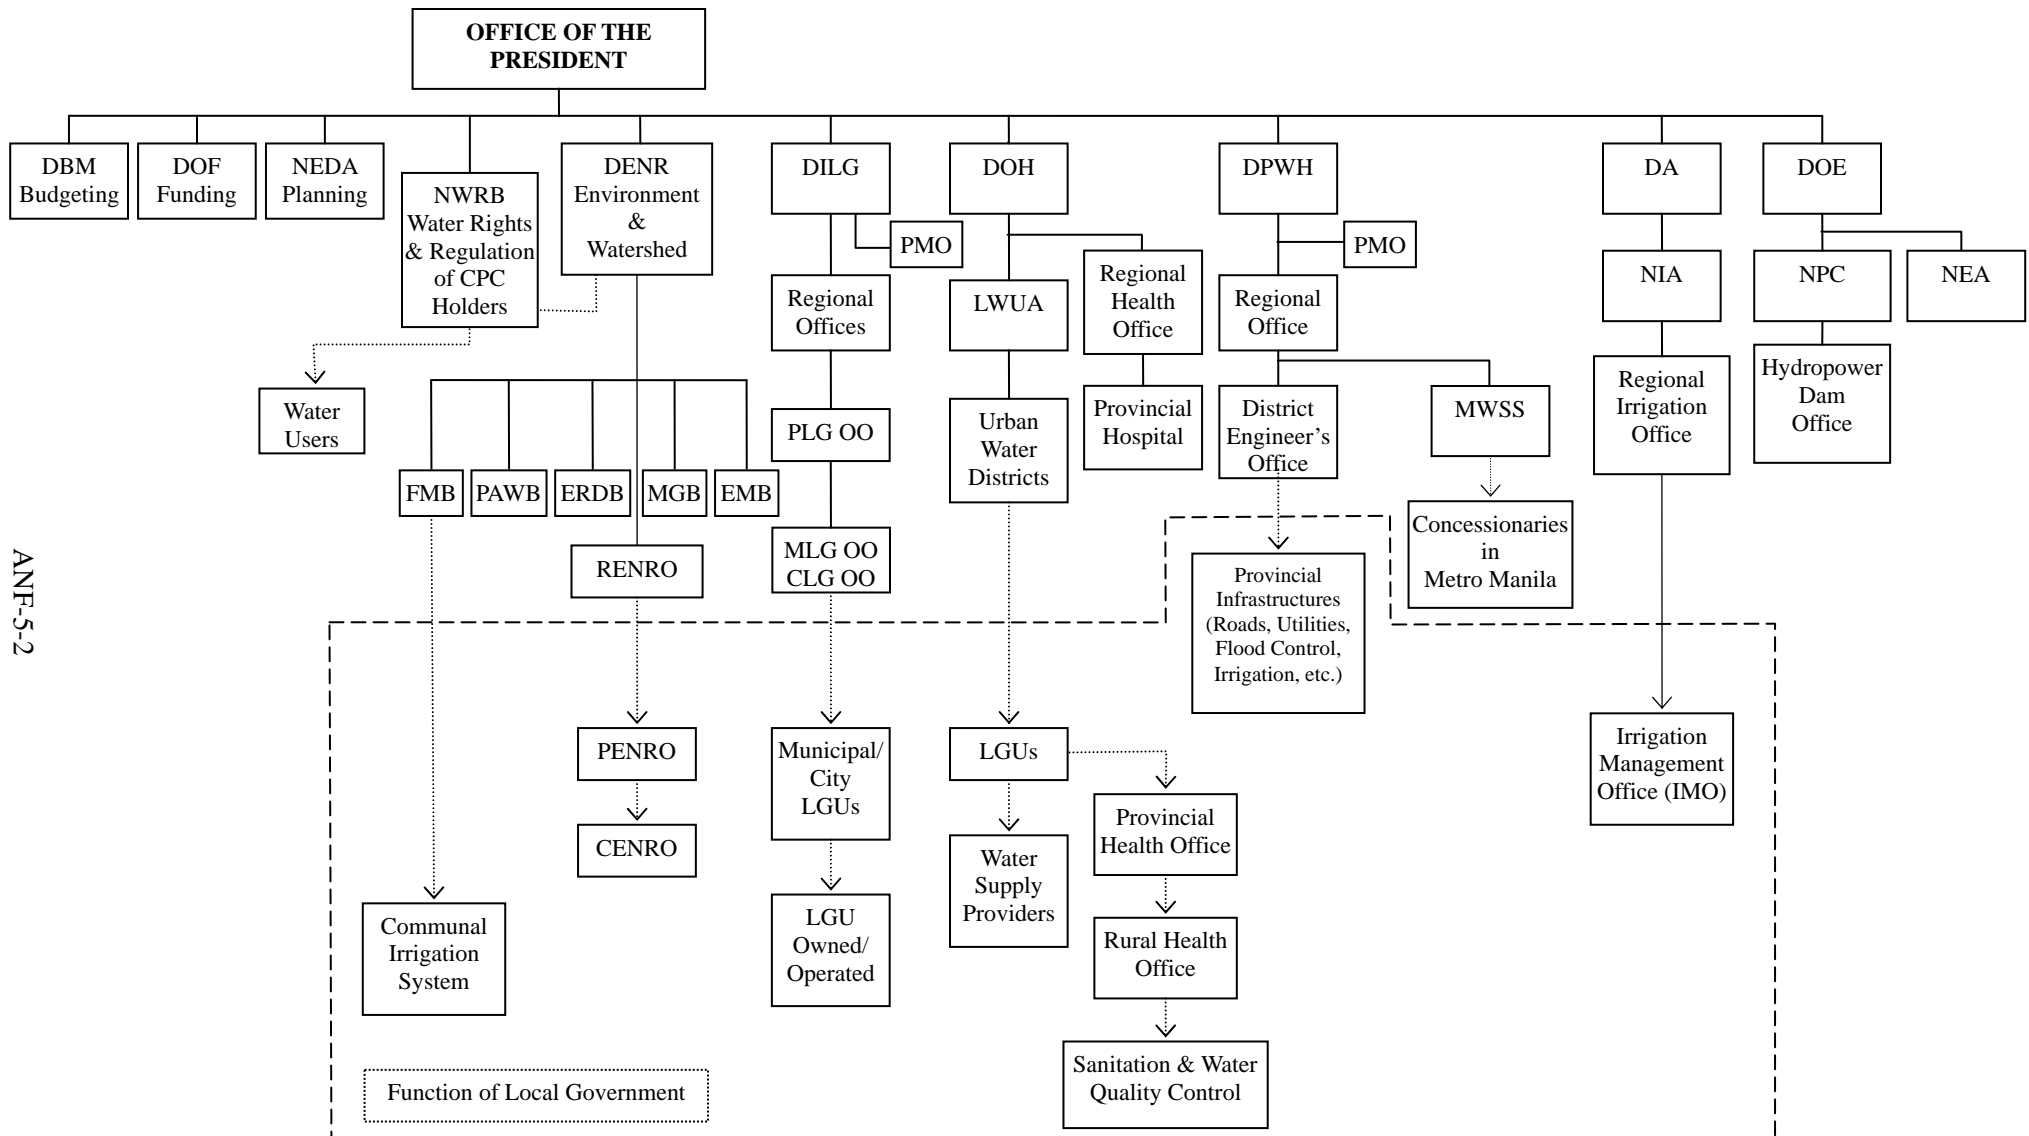 OFFICE OF THE
PRESIDENT
DBM
Budgeting
DOF
Funding
NEDA
Planning
NWRB
Water Rights
& Regulation
of CPC
Holders
DENR
Environment
&
Watershed
DILG
DOH
DPWH
DA
DOE
PMO
PMO
Regional
Offices
LWUA
Regional
Health
Office
Regional
Office
NIA
NPC
NEA
Water
Users
PLG OO
Urban
Water
Districts
Provincial
Hospital
District
Engineer's
Office
MWSS
Regional
Irrigation
Office
Hydropower
Dam
Office
FMB
PAWB
ERDB
MGB
EMB
RENRO
MLG OO
CLG OO
Concessionaries
in
Metro Manila
Provincial
Infrastructures
(Roads, Utilities,
Flood Control,
Irrigation, etc.)
ANF-5-2
PENRO
Municipal/
City
LGUs
LGUs
Irrigation
Management
Office (IMO)
CENRO
Provincial
Health Office
Water
Supply
Providers
Communal
Irrigation
System
LGU
Owned/
Operated
Rural Health
Office
Sanitation & Water
Quality Control
Function of Local Government